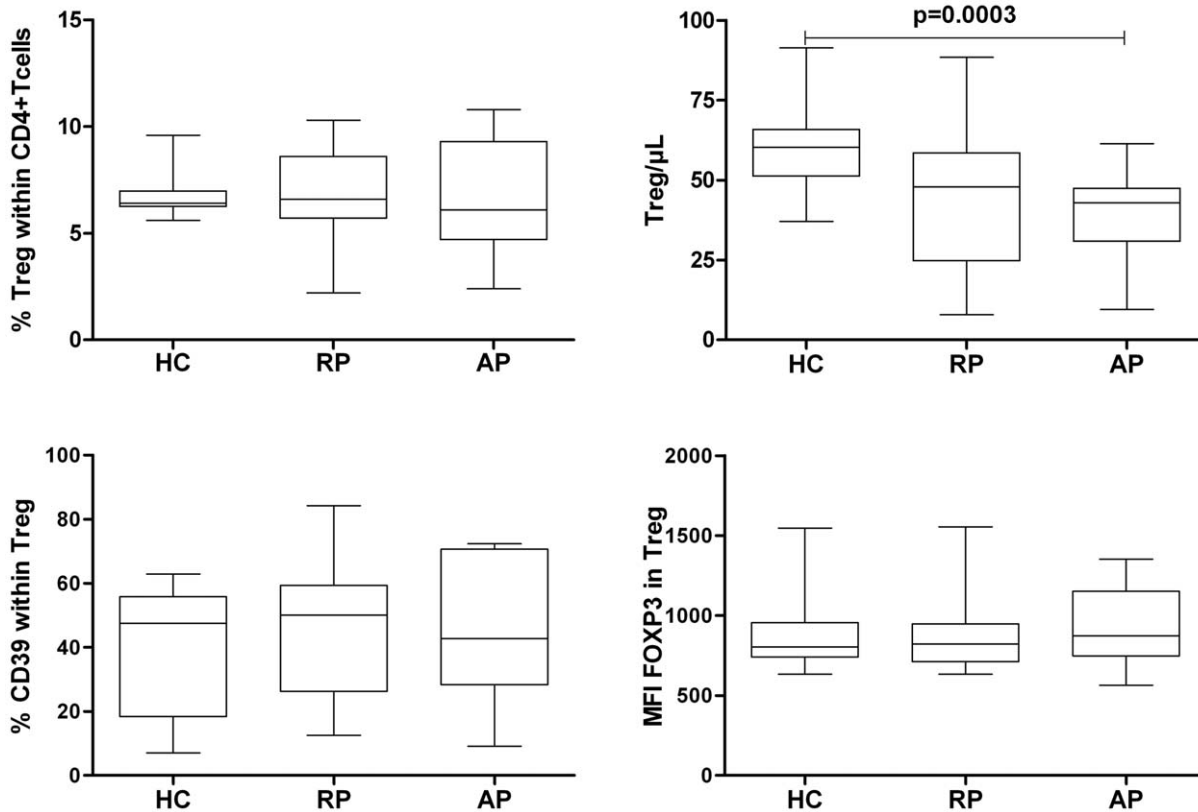 % Treg within CD4+Tcells
15
10
5
0
HC RP AP
p=0.0003
Treg/µL
100
75
50
25
0
HC RP AP
% CD39 within Treg
100
80
60
40
20
0
HC RP AP
MFI FOXP3 in Treg
2000
1500
1000
500
0
HC RP AP